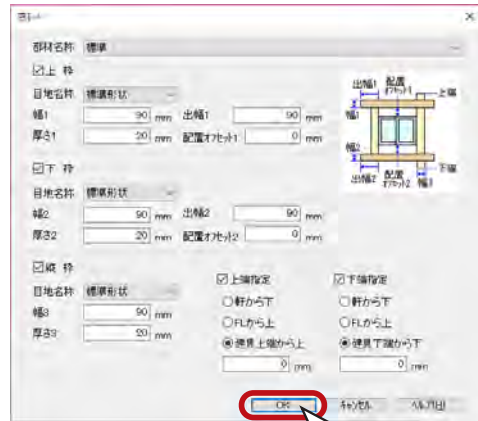 部材名称 標準
上 枠
目地名称 標準形状
幅1 90 mm 出幅1 90 mm
厚さ1 20 mm 配置オフセット1 0 mm
下 枠
目地名称 標準形状
幅2 90 mm 出幅2 90 mm
厚さ2 20 mm 配置オフセット2 0 mm
縦 枠
目地名称 標準形状
幅3 90 mm
厚さ3 20 mm
上端指定
軒から下
FLから上
建具上端から上
0 mm
下端指定
軒から下
FLから上
建具下端から下
0 mm
出幅1 配置オフセット1 上端
幅1
幅2
出幅2 配置オフセット2 幅3 下端
OK キャンセル ヘルプ(H)